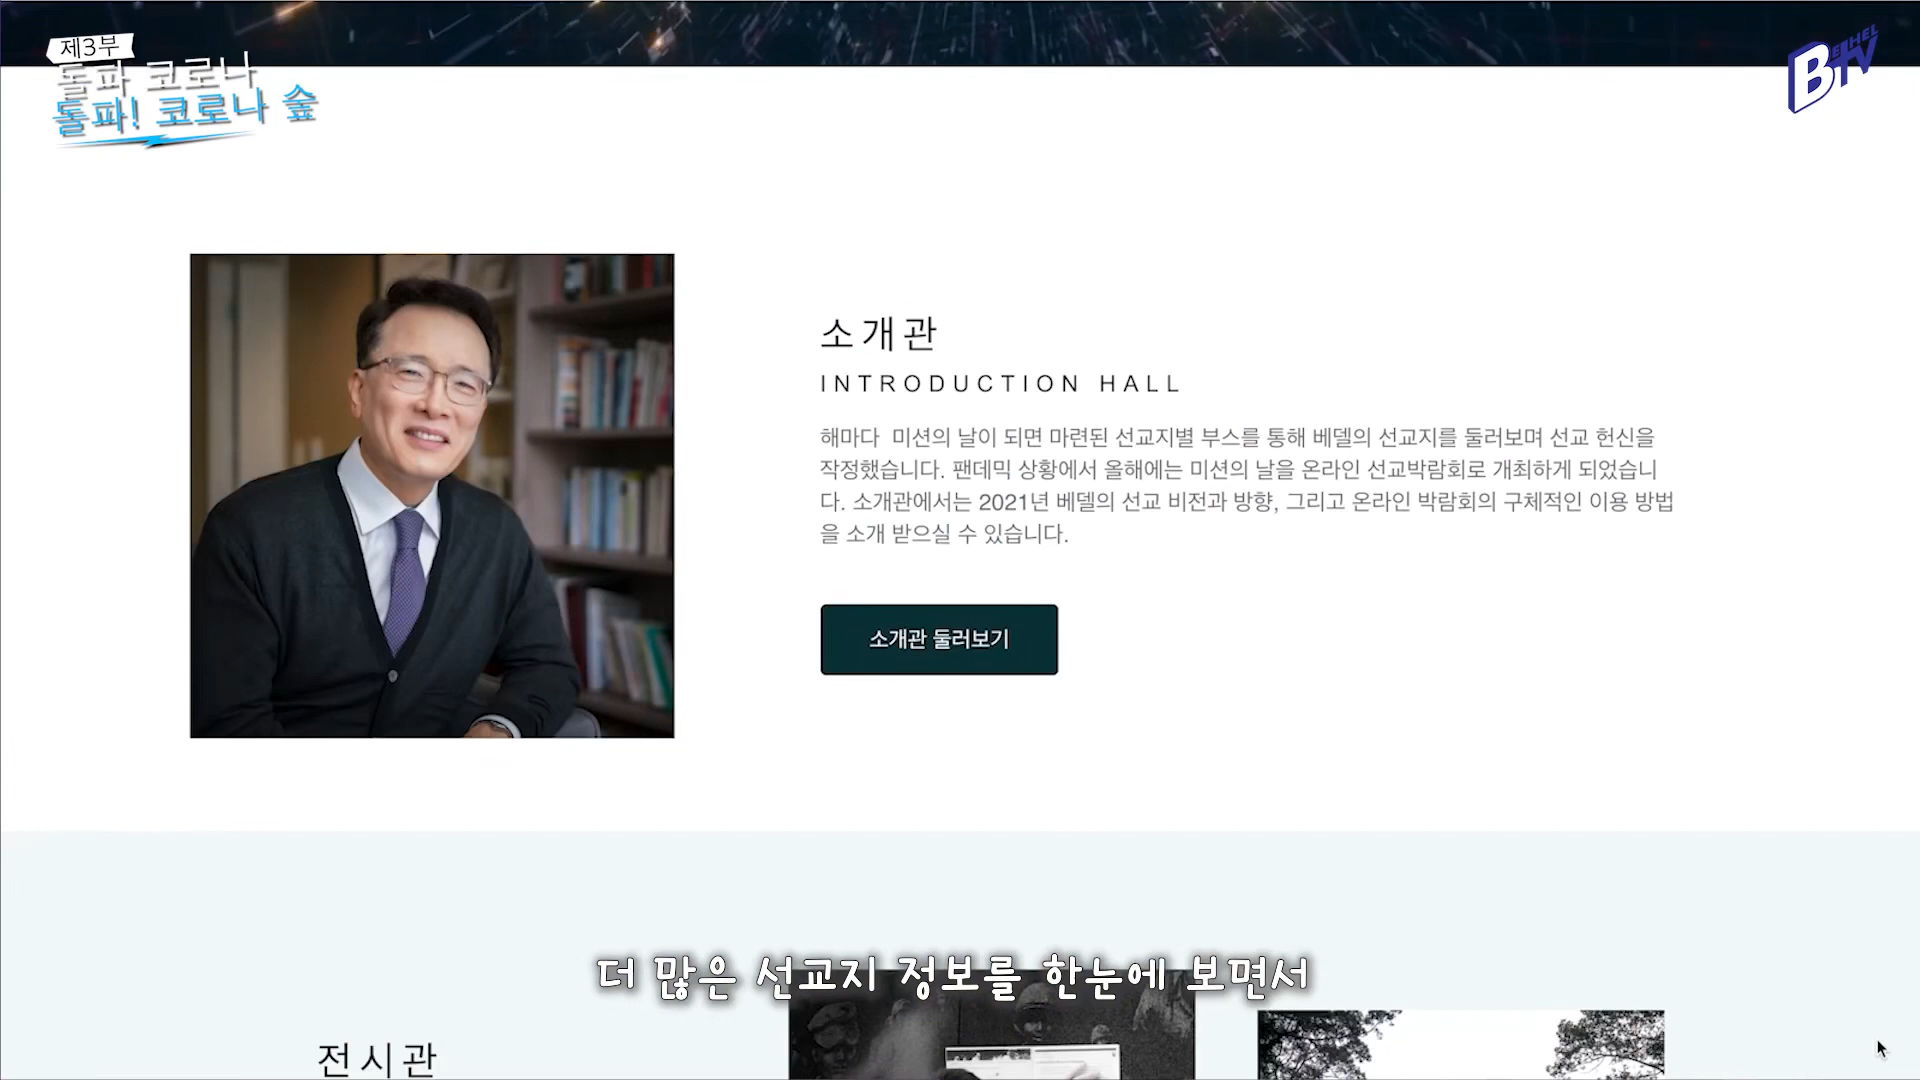 제3부
돌파 코로나
돌파! 코로나 숲
BETHEL
BTV
소개관
INTRODUCTION HALL
해마다 미션의 날이 되면 마련된 선교지별 부스를 통해 베델의 선교지를 둘러보며 선교 헌신을
작정했습니다. 팬데믹 상황에서 올해에는 미션의 날을 온라인 선교박람회로 개최하게 되었습니
다. 소개관에서는 2021년 베델의 선교 비전과 방향, 그리고 온라인 박람회의 구체적인 이용 방법
을 소개 받으실 수 있습니다.
소개관 둘러보기
더 많은 선교지 정보를 한눈에 보면서
전시관